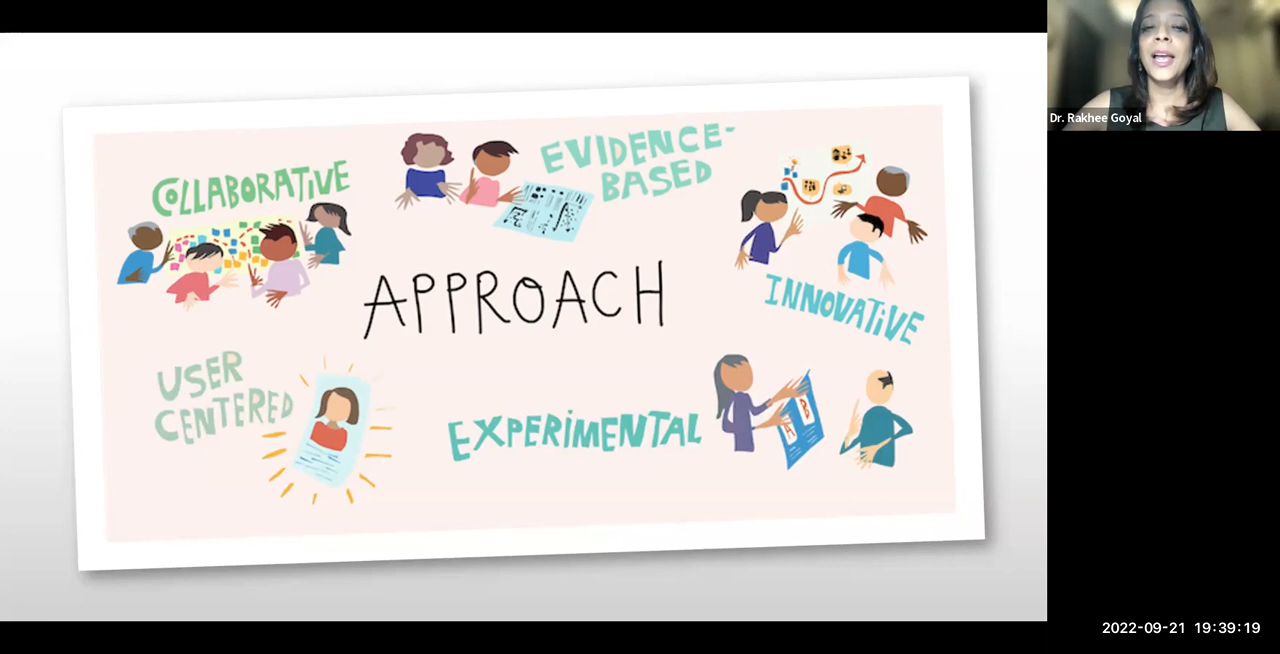 COLLABORATIVE
EVIDENCE-
BASED
APPROACH
INNOVATIVE
USER
CENTERED
EXPERIMENTAL
A
B
Dr. Rakhee Goyal
2022-09-21 19:39:19